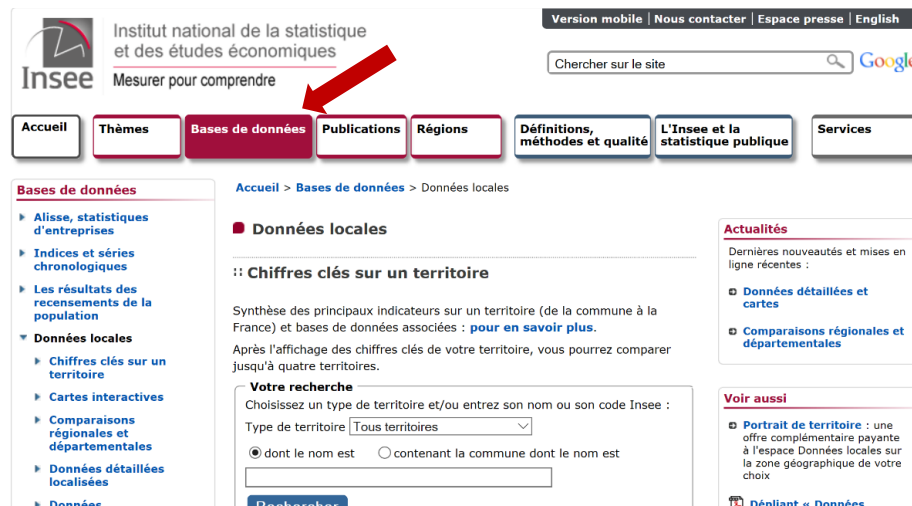 Version mobile | Nous contacter | Espace presse | English
Institut national de la statistique
et des études économiques
Insee
Mesurer pour comprendre
Chercher sur le site
Google
Accueil
Thèmes
Bases de données
Publications
Régions
Définitions,
méthodes et qualité
L'Insee et la
statistique publique
Services
Bases de données
Alisse, statistiques
d'entreprises
Indices et séries
chronologiques
Les résultats des
recensements de la
population
Données locales
Chiffres clés sur un
territoire
Cartes interactives
Comparaisons
régionales et
départementales
Données détaillées
localisées
Données
Accueil > Bases de données > Données locales
Données locales
:: Chiffres clés sur un territoire
Synthèse des principaux indicateurs sur un territoire (de la commune à la
France) et bases de données associées : pour en savoir plus.
Après l'affichage des chiffres clés de votre territoire, vous pourrez comparer
jusqu'à quatre territoires.
Votre recherche
Choisissez un type de territoire et/ou entrez son nom ou son code Insee :
Type de territoire Tous territoires
dont le nom est contenant la commune dont le nom est
Rechercher
Actualités
Dernières nouveautés et mises en
ligne récentes :
Données détaillées et
cartes
Comparaisons régionales et
départementales
Voir aussi
Portrait de territoire : une
offre complémentaire payante
à l'espace Données locales sur
la zone géographique de votre
choix
Dépliant « Données